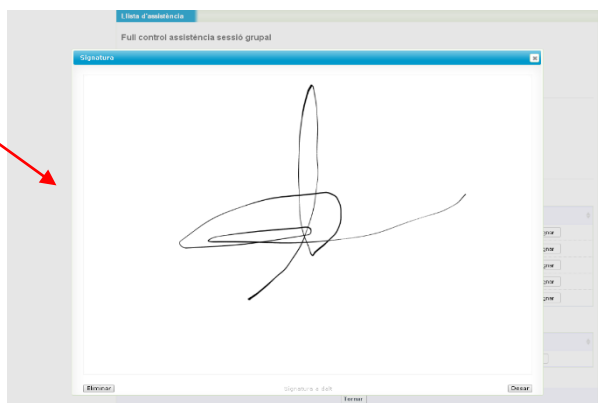 Llista d'assistència
Full control assistència sessió grupal
Signatura
Eliminar
Signatura a dalt
Desar
Tornar